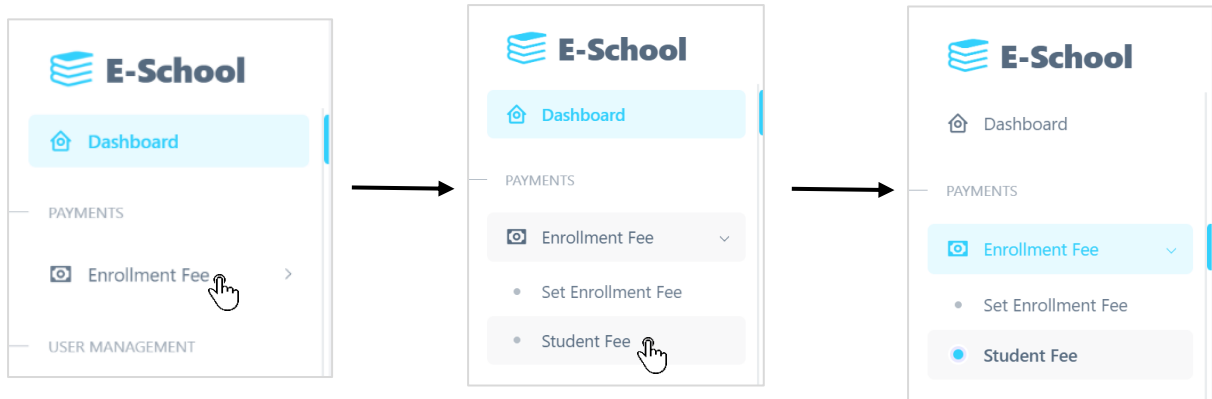 E-School
Dashboard
PAYMENTS
Enrollment Fee
USER MANAGEMENT
E-School
Dashboard
PAYMENTS
Enrollment Fee
Set Enrollment Fee
Student Fee
E-School
Dashboard
PAYMENTS
Enrollment Fee
Set Enrollment Fee
Student Fee